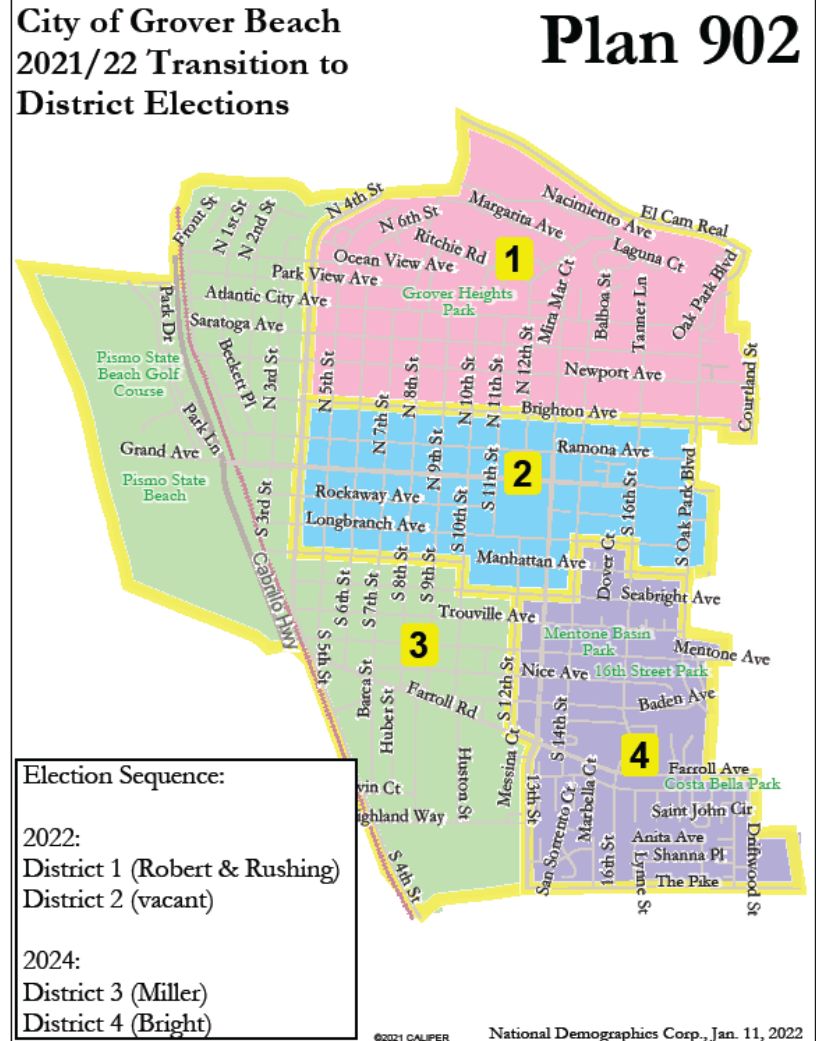 City of Grover Beach
2021/22 Transition to
District Elections
Plan 902
N 4th St
Front St
N 1st St
N 2nd St
N 6th St
Margarita Ave
Nacimiento Ave
El Cam Real
Ritchie Rd
1
Laguna Ct
Ocean View Ave
Park View Ave
Mira Mar Ct
Balboa St
Tanner Ln
Oak Park Blvd
Atlantic City Ave
Grover Heights
Park
Park Dr
Saratoga Ave
Pismo State
Beach Golf
Course
Beckett Pl
N 3rd St
N 5th St
N 8th St
N 10th St
N 11th St
N 12th St
Newport Ave
Courtland St
Brighton Ave
Park Ln
N 7th St
Grand Ave
N 9th St
Ramona Ave
2
Pismo State
Beach
S 3rd St
Rockaway Ave
S 11th St
S 16th St
S Oak Park Blvd
Longbranch Ave
S 10th St
Cabrillo Hwy
Manhattan Ave
Dover Ct
S 6th St
S 7th St
S 8th St
S 9th St
Seabright Ave
Trouville Ave
3
Mentone Basin
Park
Mentone Ave
S 5th St
Nice Ave
16th Street Park
Barca St
Huber St
Farroll Rd
S 12th St
Baden Ave
S 14th St
4
Huston St
Messina Ct
Farroll Ave
Costa Bella Park
vin Ct
ighland Way
13th St
San Sorrento Ct
Marbella Ct
Saint John Cir
Anita Ave
Shanna Pl
Driftwood St
S 4th St
16th St
Lynne St
The Pike
Election Sequence:
2022:
District 1 (Robert & Rushing)
District 2 (vacant)
2024:
District 3 (Miller)
District 4 (Bright)
©2021 CALIPER
National Demographics Corp., Jan. 11, 2022